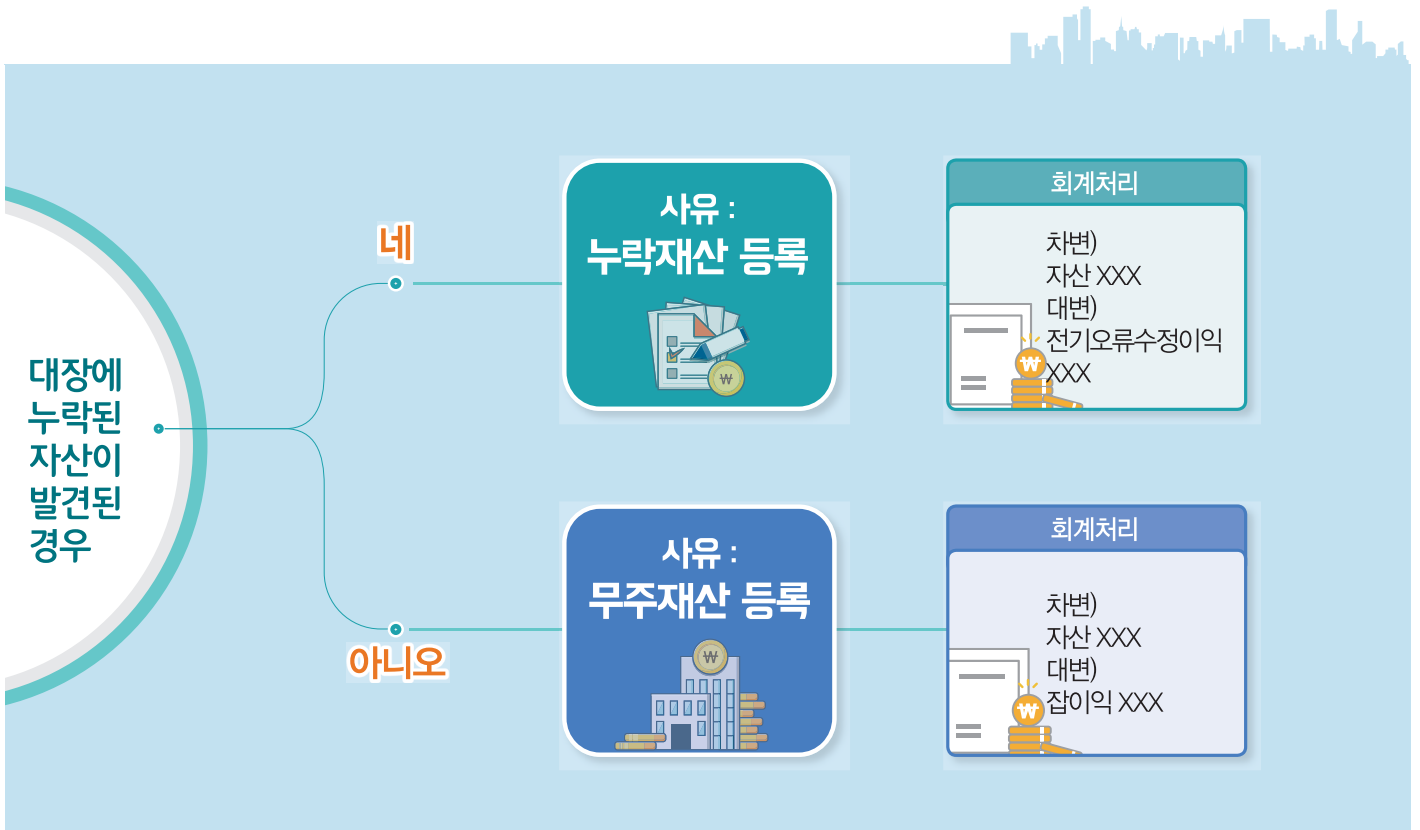 대장에
누락된
자산이
발견된
경우
네
사유 :
누락재산 등록
회계처리
차변)
자산 XXX
대변)
전기오류수정이익
XXX
₩
₩
아니오
사유 :
무주재산 등록
회계처리
차변)
자산 XXX
대변)
잡이익 XXX
₩
₩